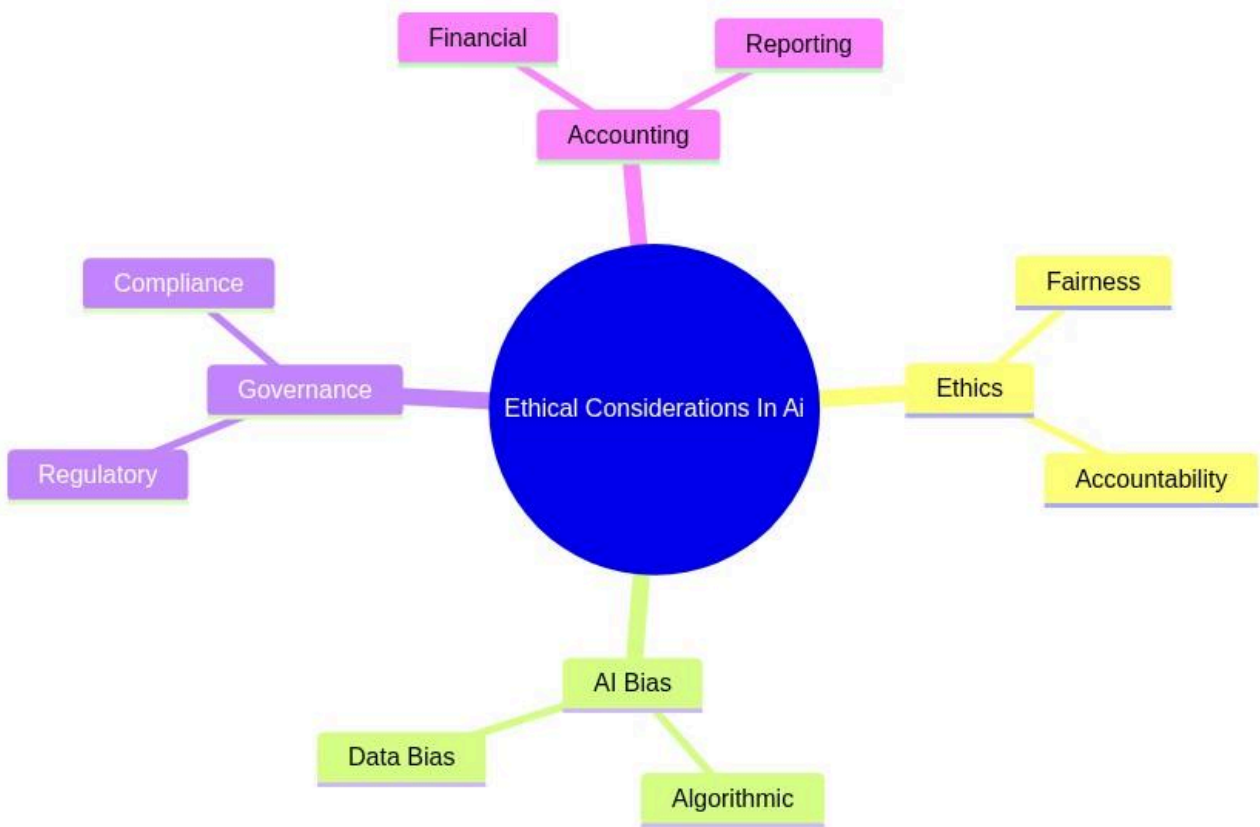 Financial
Reporting
Accounting
Compliance
Fairness
Governance
Ethics
Ethical Considerations In Ai
Regulatory
Accountability
AI Bias
Data Bias
Algorithmic